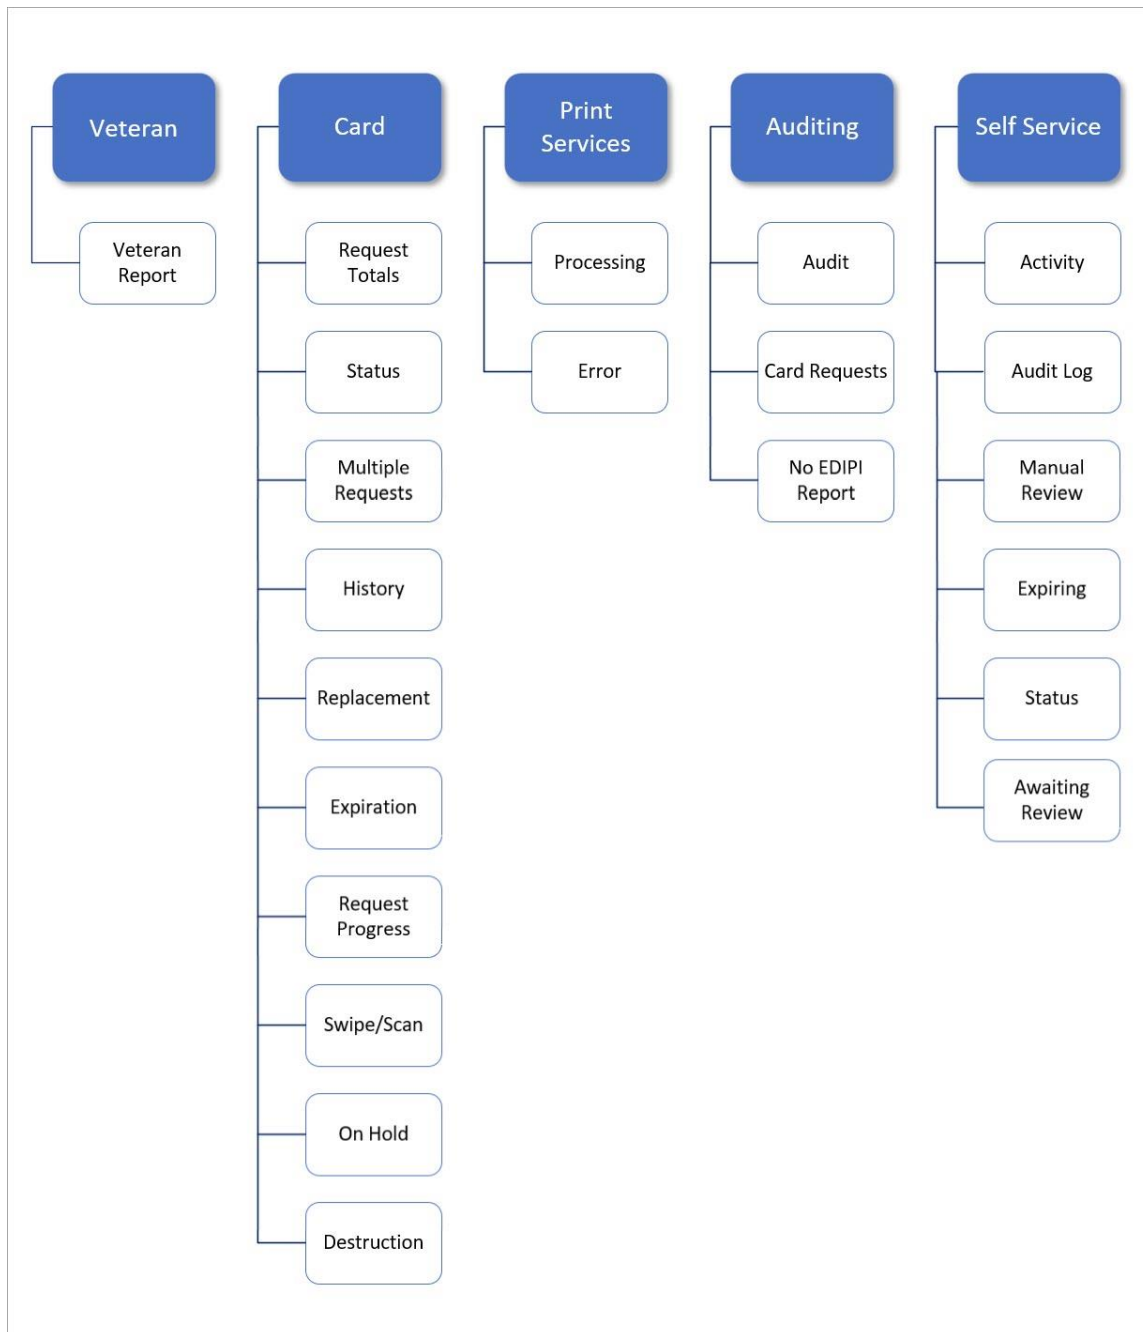 Veteran
Veteran
Report
Card
Request
Totals
Status
Multiple
Requests
History
Replacement
Expiration
Request
Progress
Swipe/Scan
On Hold
Destruction
Print
Services
Processing
Error
Auditing
Audit
Card Requests
No EDIPI
Report
Self Service
Activity
Audit Log
Manual
Review
Expiring
Status
Awaiting
Review